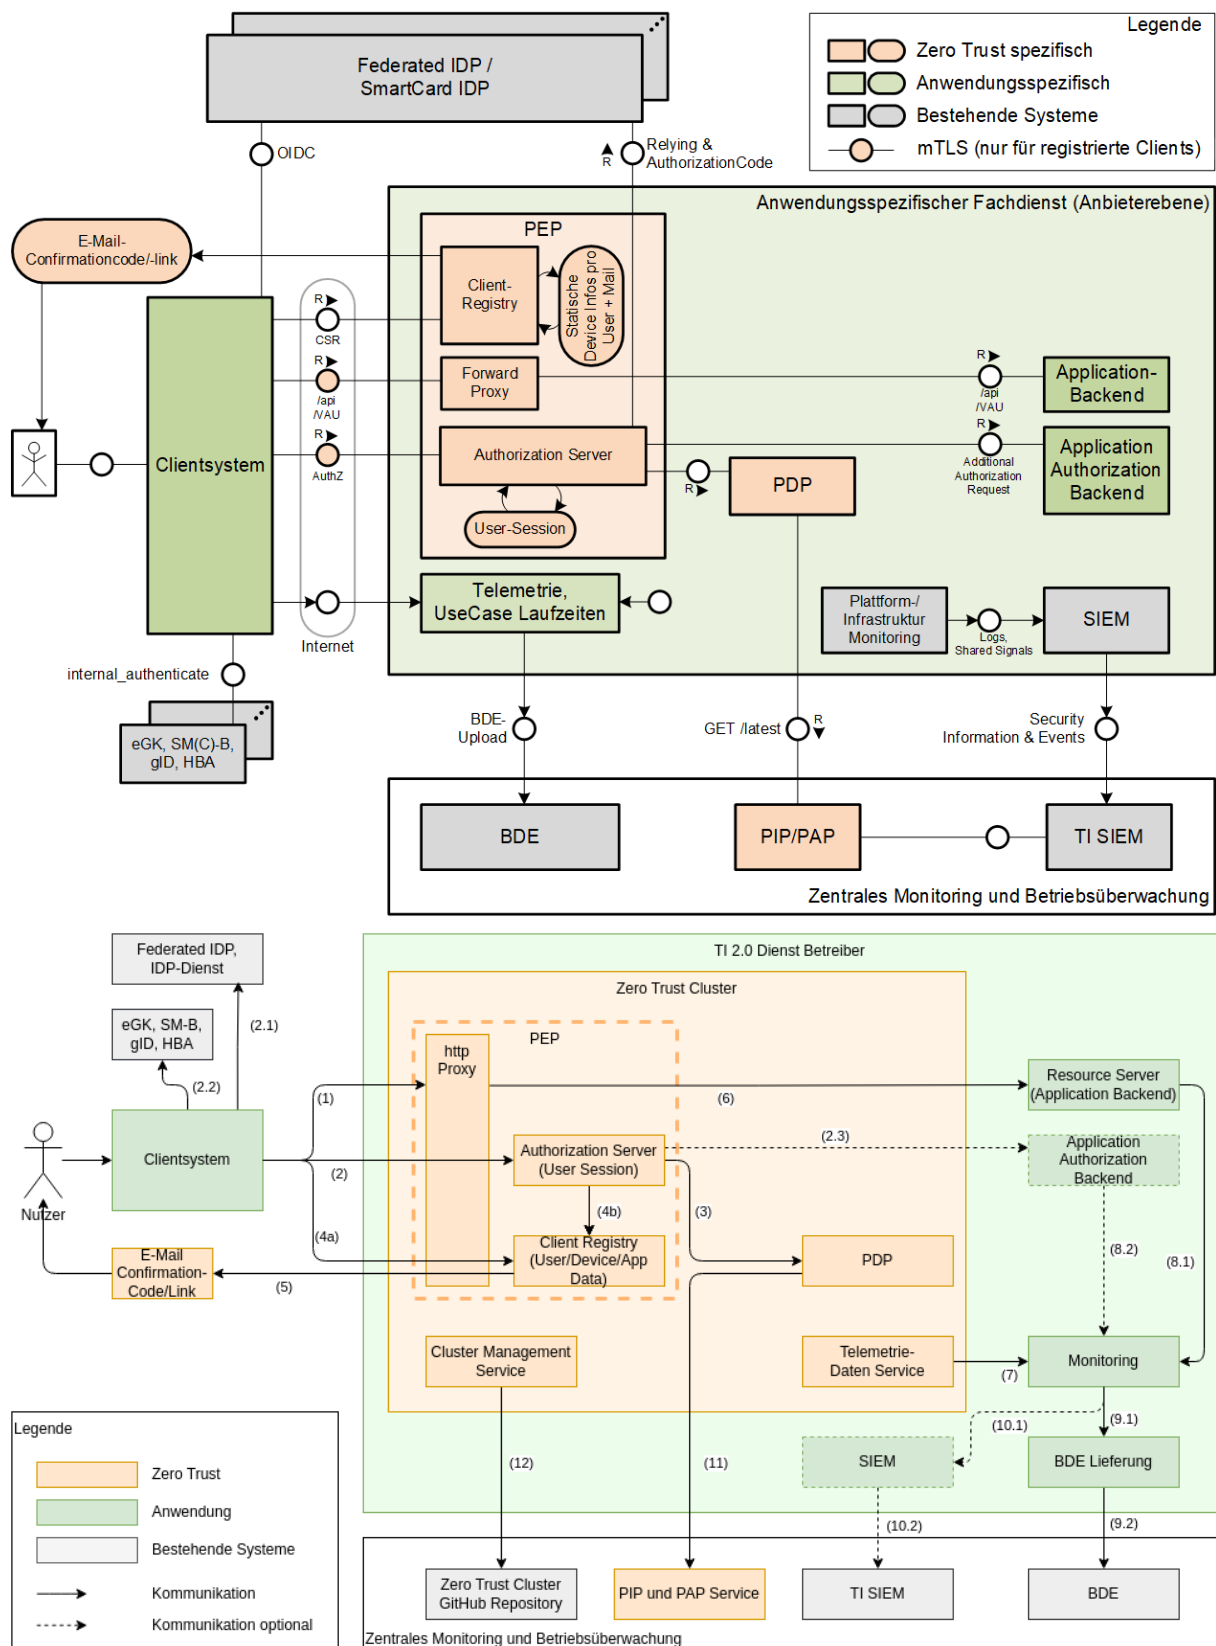 Federated IDP /
SmartCard IDP
Legende
Zero Trust spezifisch
Anwendungsspezifisch
Bestehende Systeme
mTLS (nur für registrierte Clients)
OIDC
R
Relying &
AuthorizationCode
Anwendungsspezifischer Fachdienst (Anbieterebene)
PEP
E-Mail-
Confirmationcode/-link
Client-
Registry
Statische
Device Infos pro
User + Mail
R
CSR
R
/api
/VAU
Forward
Proxy
R
/api
/VAU
Application-
Backend
Clientsystem
R
AuthZ
Authorization Server
User-Session
R
PDP
R
Additional
Authorization
Request
Application
Authorization
Backend
Telemetrie,
UseCase Laufzeiten
Plattform-/
Infrastruktur
Monitoring
Logs,
Shared Signals
SIEM
Internet
internal_authenticate
eGK, SM(C)-B,
gID, HBA
BDE-
Upload
GET /latest
R
Security
Information & Events
BDE
PIP/PAP
TI SIEM
Zentrales Monitoring und Betriebsüberwachung
Federated IDP,
IDP-Dienst
TI 2.0 Dienst Betreiber
Zero Trust Cluster
eGK, SM-B,
gID, HBA
(2.1)
(2.2)
PEP
http
Proxy
(1)
(6)
Resource Server
(Application Backend)
Clientsystem
(2)
Authorization Server
(User Session)
(2.3)
Application
Authorization
Backend
Nutzer
(4a)
(4b)
(3)
Client Registry
(User/Device/App
Data)
PDP
(8.2)
(8.1)
E-Mail
Confirmation-
Code/Link
(5)
Cluster Management
Service
Telemetrie-
Daten Service
(7)
Monitoring
(10.1)
(9.1)
Legende
Zero Trust
Anwendung
Bestehende Systeme
Kommunikation
Kommunikation optional
(12)
(11)
SIEM
BDE Lieferung
(10.2)
(9.2)
Zero Trust Cluster
GitHub Repository
PIP und PAP Service
TI SIEM
BDE
Zentrales Monitoring und Betriebsüberwachung